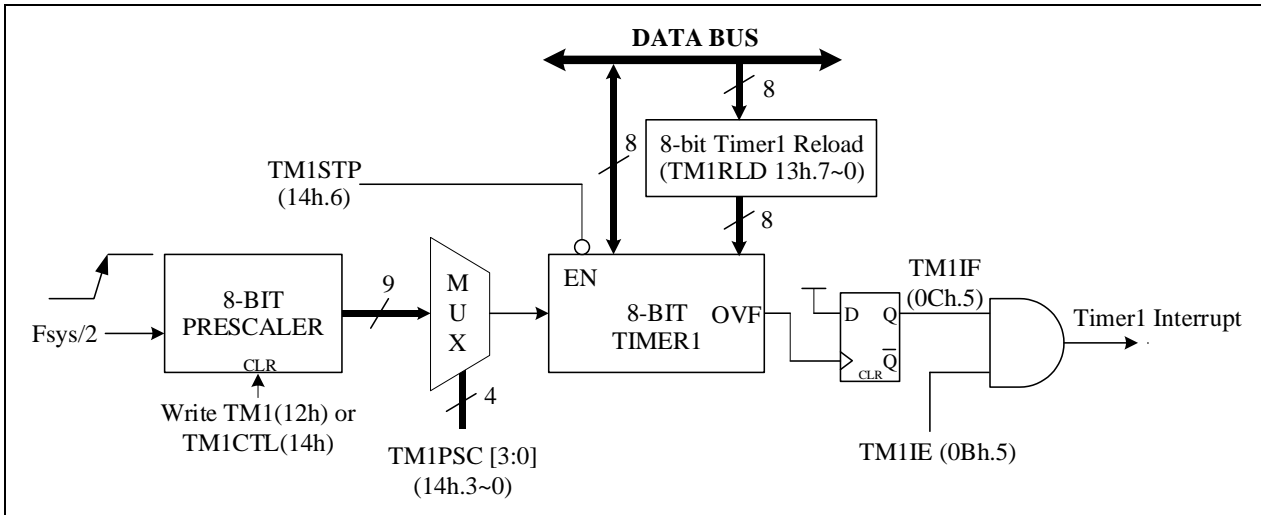 DATA BUS
8
8-bit Timer1 Reload
(TM1RLD 13h.7~0)
8
8
TM1STP
(14h.6)
Fsys/2
8-BIT
PRESCALER
CLR
Write TM1(12h) or
TM1CTL(14h)
9
M
U
X
4
TM1PSC [3:0]
(14h.3~0)
EN
8-BIT
TIMER1
OVF
TM1IF
(0Ch.5)
D
Q
Q
CLR
TM1IE (0Bh.5)
Timer1 Interrupt